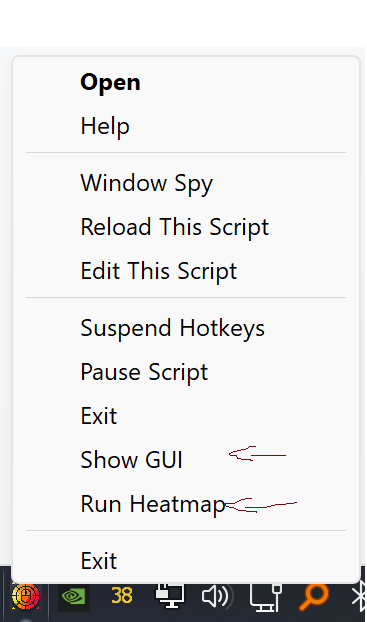 Open
Help
Window Spy
Reload This Script
Edit This Script
Suspend Hotkeys
Pause Script
Exit
Show GUI
Run Heatmap
Exit
38